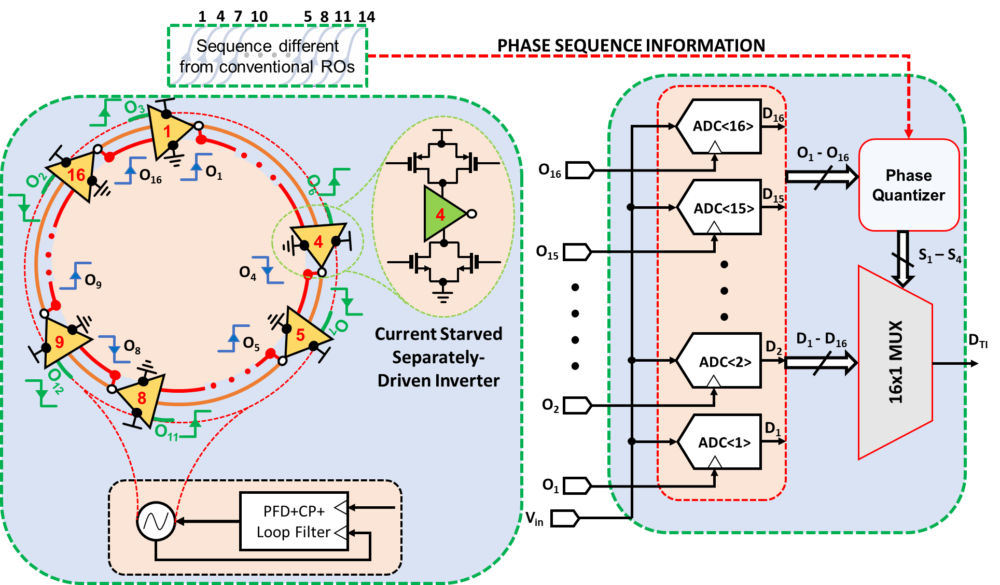 1 4 7 10 5 8 11 14
Sequence different
from conventional ROs
PHASE SEQUENCE INFORMATION
O3
1
16
O2
O16
O1
O6
4
O4
O9
O7
5
O5
9
O8
O12
8
O11
4
Current Starved
Separately-
Driven Inverter
PFD+CP+
Loop Filter
ADC<16>
D16
O16
ADC<15>
D15
O15
ADC<2>
D2
O2
ADC<1>
D1
O1
Vin
O1 - O16
Phase
Quantizer
S1 – S4
D1 - D16
16x1 MUX
DTI